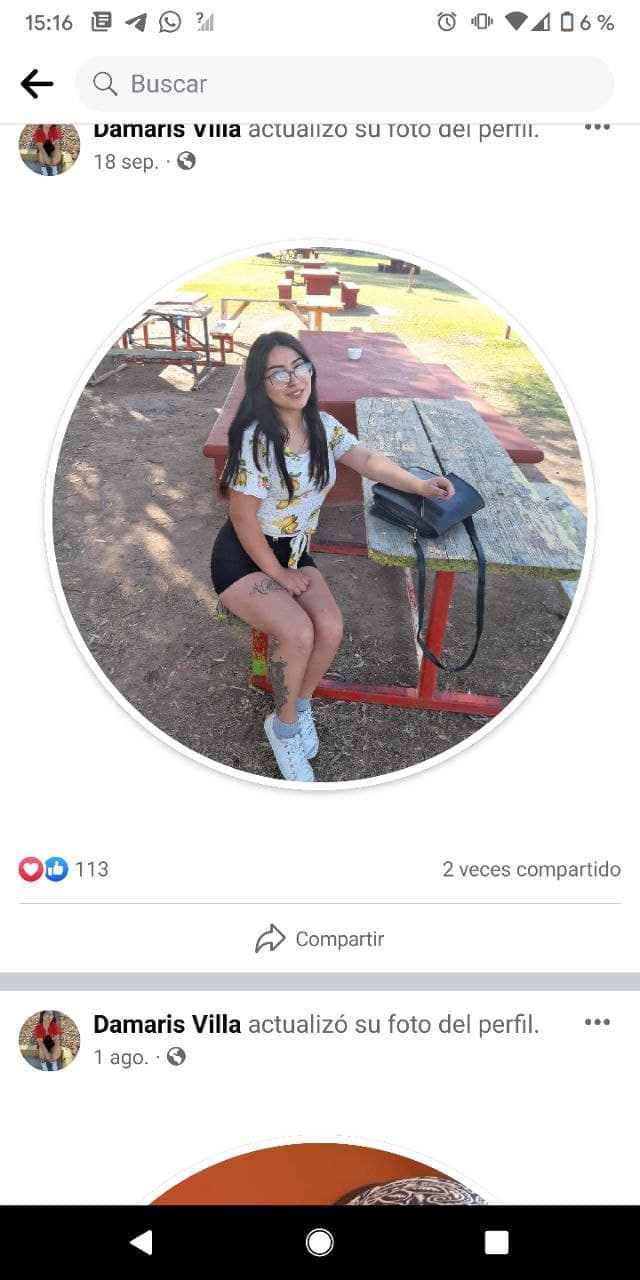 15:16 6 %
Buscar
Damaris Villa actualizó su foto del perfil.
18 sep. ·
113 2 veces compartido
Compartir
Damaris Villa actualizó su foto del perfil.
1 ago. ·